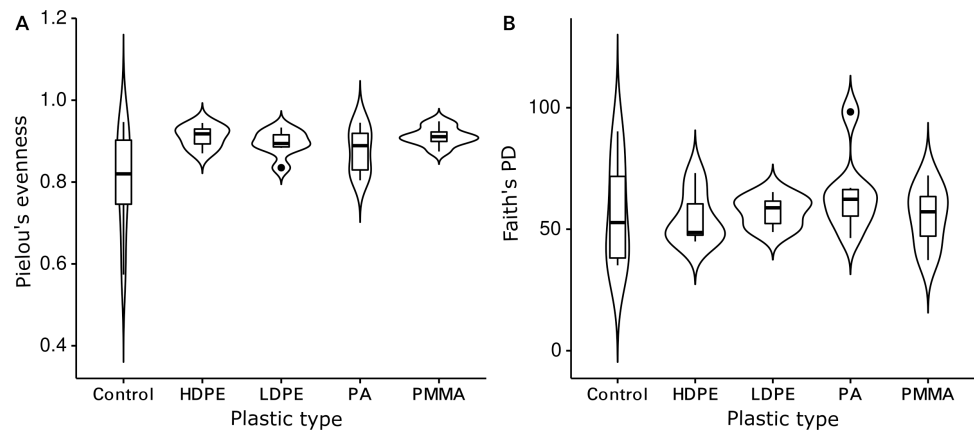 A
Pielou's evenness
1.2
1.0
0.8
0.6
0.4
Control HDPE LDPE PA PMMA
Plastic type
B
Faith's PD
100
50
0
Control HDPE LDPE PA PMMA
Plastic type